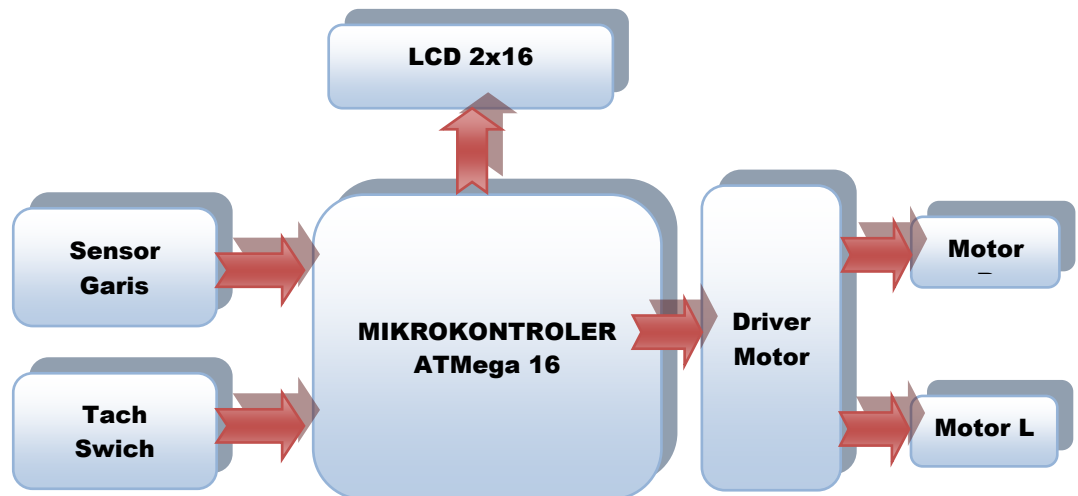 LCD 2x16
Sensor
Garis
MIKROKONTROLER
ATMega 16
Driver
Motor
Motor
Tach
Swich
Motor L